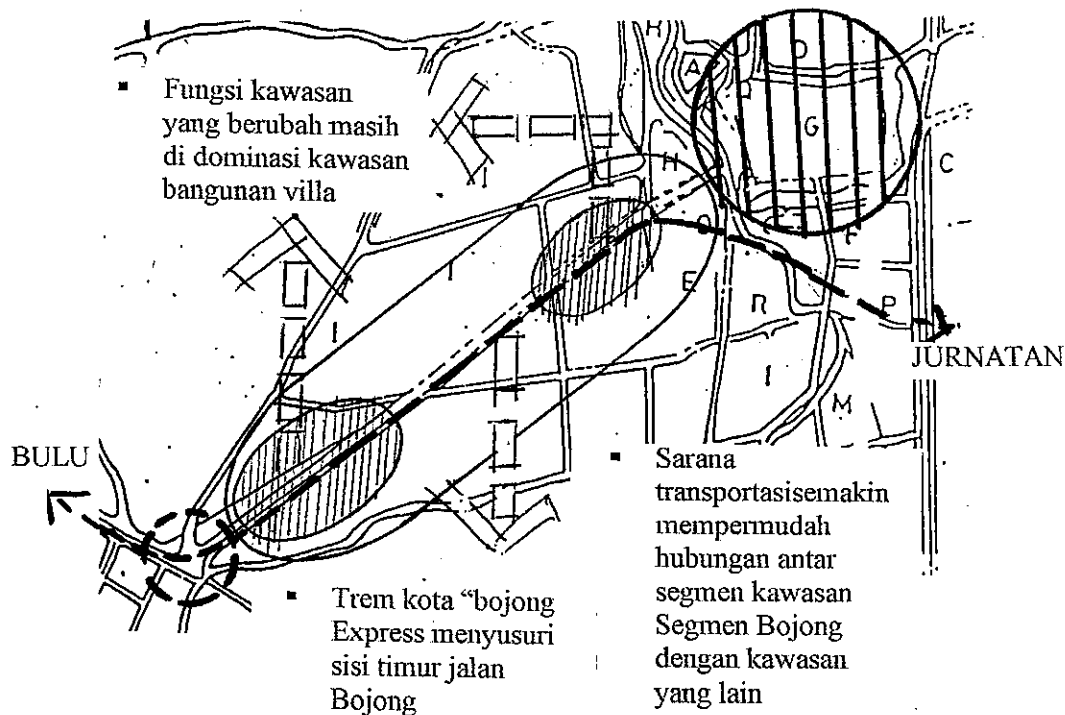 ▪ Fungsi kawasan
yang berubah masih
di dominasi kawasan
bangunan villa
R
A
D
G
C
H
O
F
I
E
R
P
I
I
M
JURNATAN
BULU
▪ Sarana
transportasisemakin
mempermudah
hubungan antar
segmen kawasan
Segmen Bojong
dengan kawasan
yang lain
▪ Trem kota “bojong
Express menyusuri
sisi timur jalan
Bojong